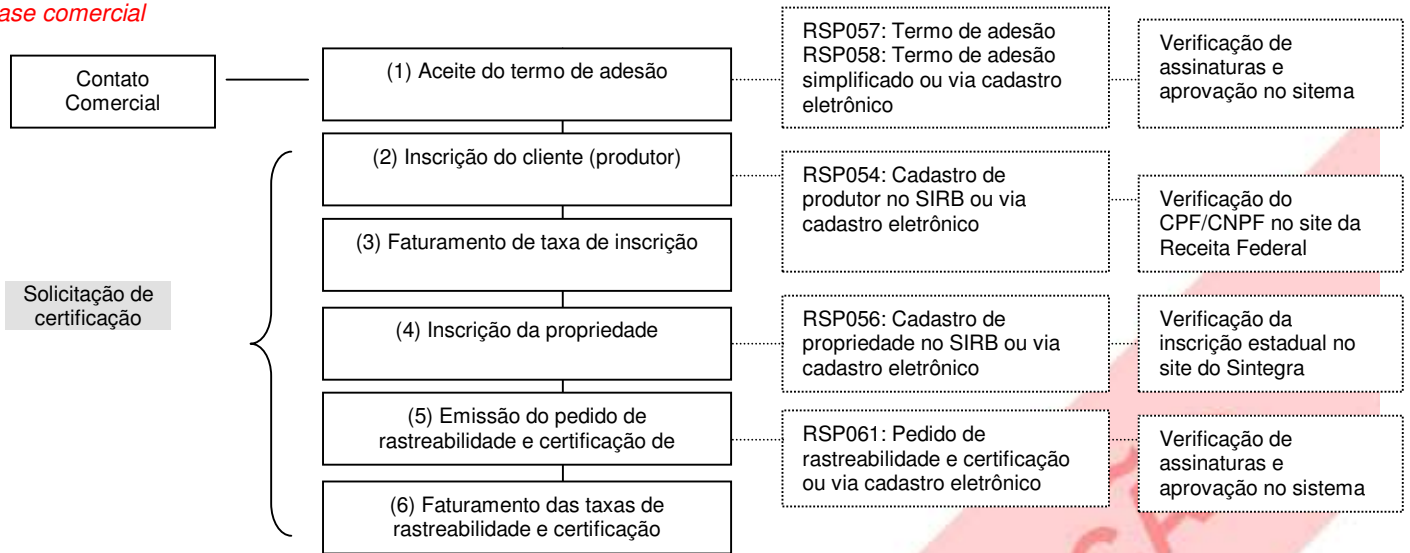 ase comercial
Contato
Comercial
(1) Aceite do termo de adesão
RSP057: Termo de adesão
RSP058: Termo de adesão
simplificado ou via cadastro
eletrônico
Verificação de
assinaturas e
aprovação no sitema
Solicitação de
certificação
(2) Inscrição do cliente (produtor)
RSP054: Cadastro de
produtor no SIRB ou via
cadastro eletrônico
Verificação do
CPF/CNPF no site da
Receita Federal
(3) Faturamento de taxa de inscrição
(4) Inscrição da propriedade
RSP056: Cadastro de
propriedade no SIRB ou via
cadastro eletrônico
Verificação da
inscrição estadual no
site do Sintegra
(5) Emissão do pedido de
rastreabilidade e certificação de
RSP061: Pedido de
rastreabilidade e certificação
ou via cadastro eletrônico
Verificação de
assinaturas e
aprovação no sistema
(6) Faturamento das taxas de
rastreabilidade e certificação